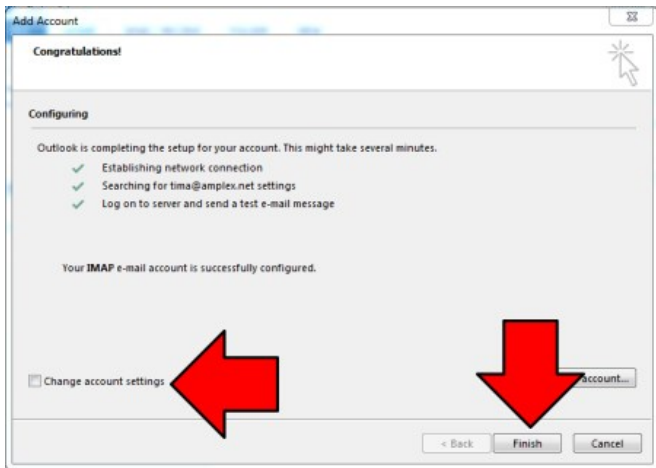 Add Account
Congratulations!
Configuring
Outlook is completing the setup for your account. This might take several minutes.
Establishing network connection
Searching for tima@amplex.net settings
Log on to server and send a test e-mail message
Your IMAP e-mail account is successfully configured.
Change account settings
account...
< Back Finish Cancel